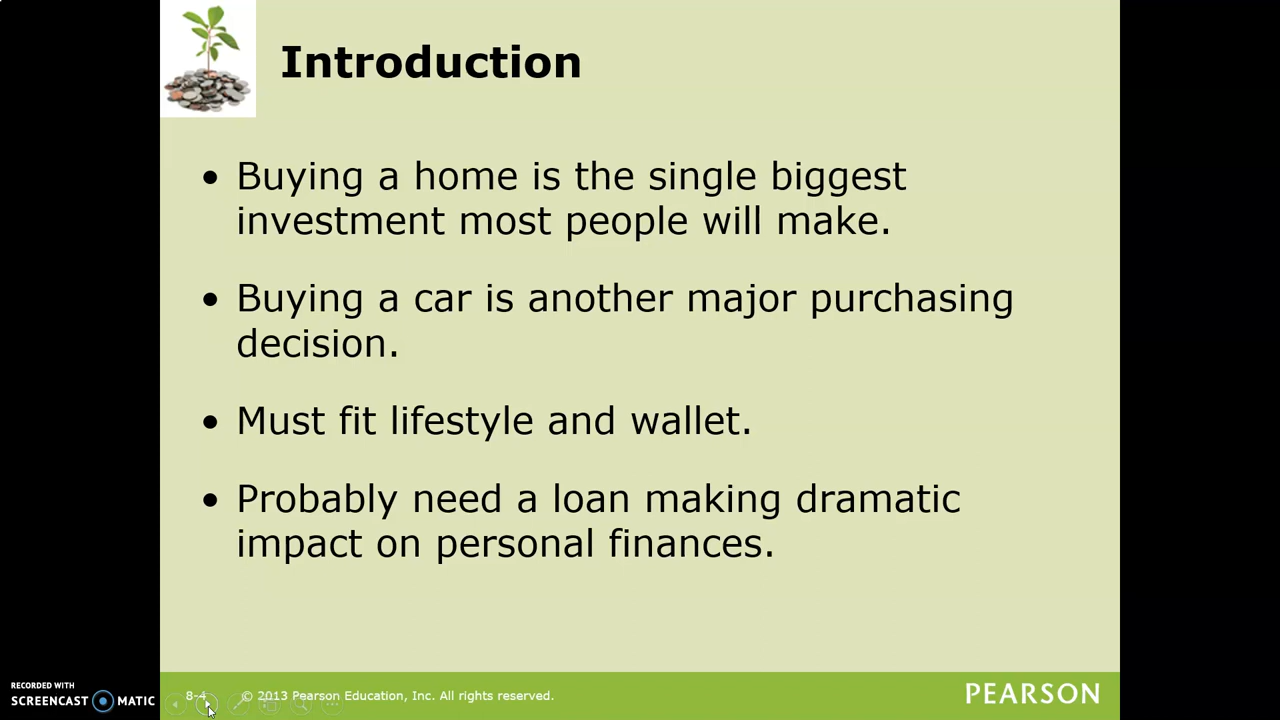 Introduction
• Buying a home is the single biggest
investment most people will make.
• Buying a car is another major purchasing
decision.
• Must fit lifestyle and wallet.
• Probably need a loan making dramatic
impact on personal finances.
RECORDED WITH
SCREENCAST MATIC
8-4 © 2013 Pearson Education, Inc. All rights reserved.
PEARSON